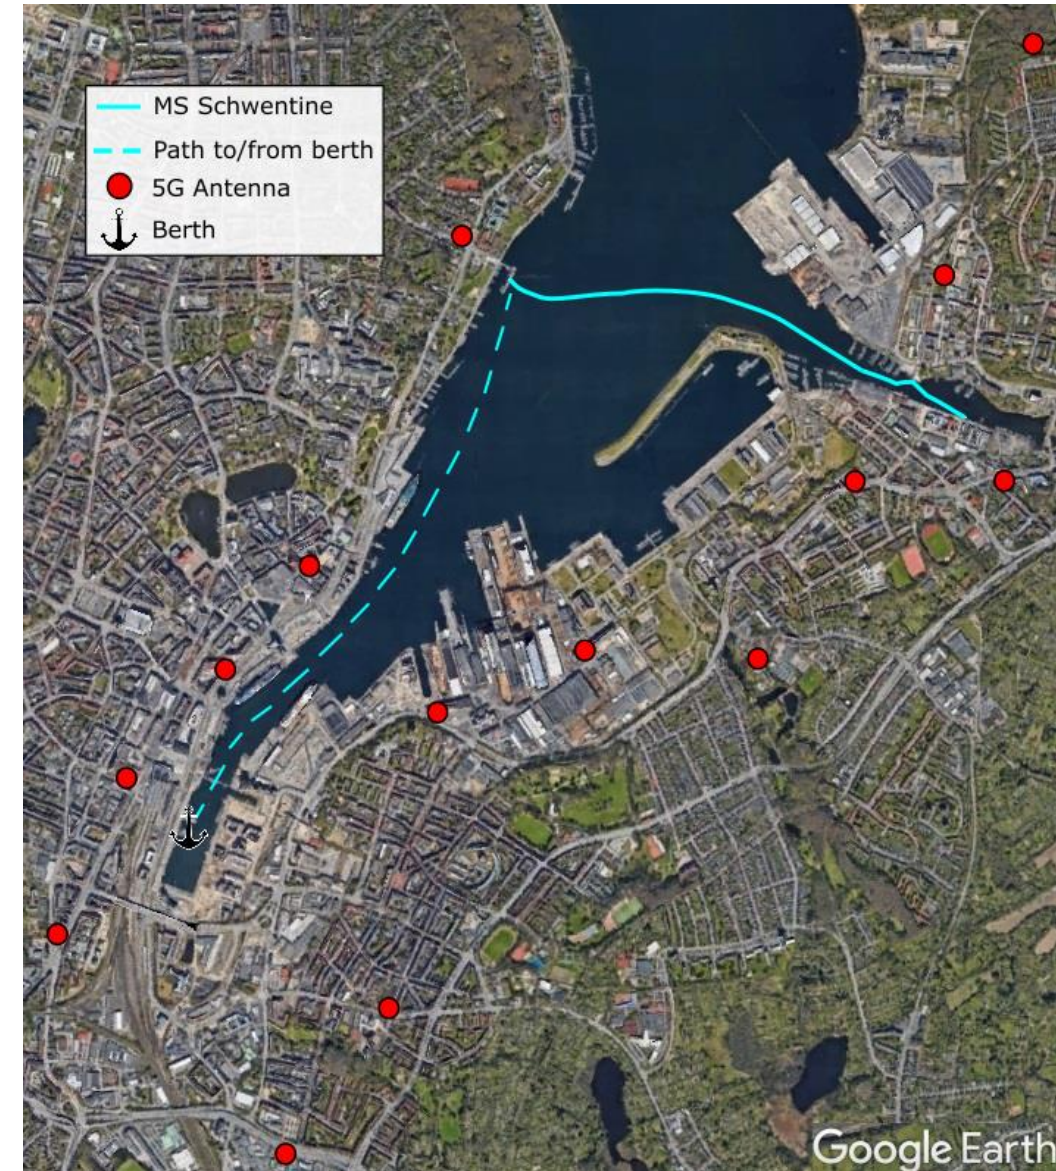 MS Schwentine
Path to/from berth
5G Antenna
Berth
Google Earth